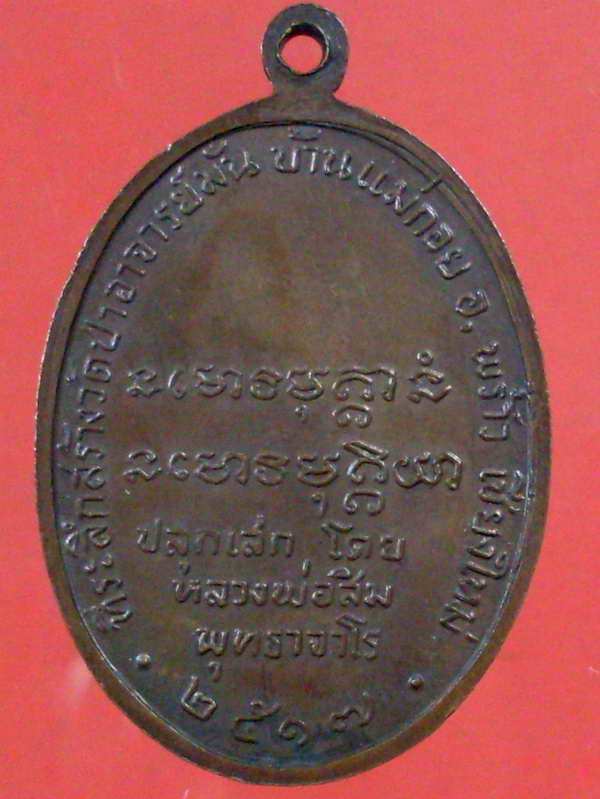 ที่ระลึกสร้างวัดป่าอาจารย์มั่น บ้านแม่กอย อ. พร้าว เชียงใหม่
ปลุกเส่ก โดย
หลวงพ่อสิม
พุทธาจาโร
๒๕๑๗